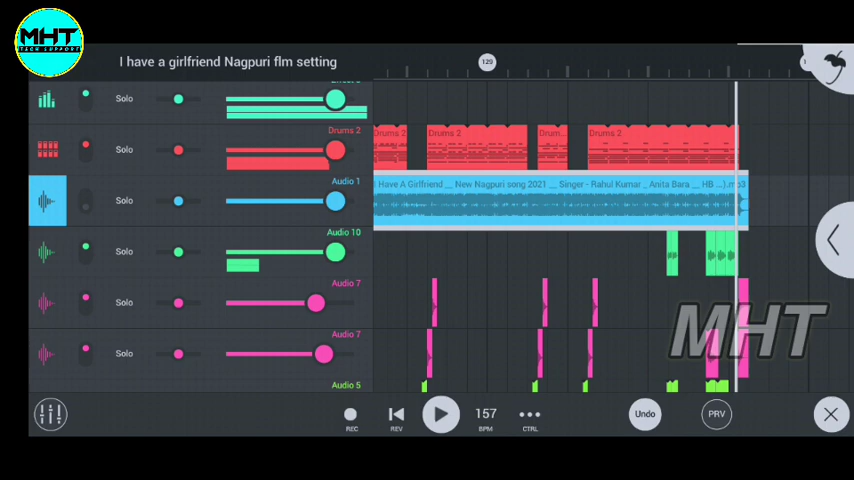 MHT
TECH SUPPORT
I have a girlfriend Nagpuri flm setting
129
Solo
Drums 2
Solo
Drums 2
Drums 2
Drum...
Drums 2
Audio 1
Solo
I Have A Girlfriend __ New Nagpuri song 2021 __ Singer - Rahul Kumar _ Anita Bara __ HB ...).mp3
Audio 10
Solo
Audio 7
Solo
MHT
Audio 7
Solo
Audio 5
REC
REV
157
BPM
CTRL
Undo
PRV